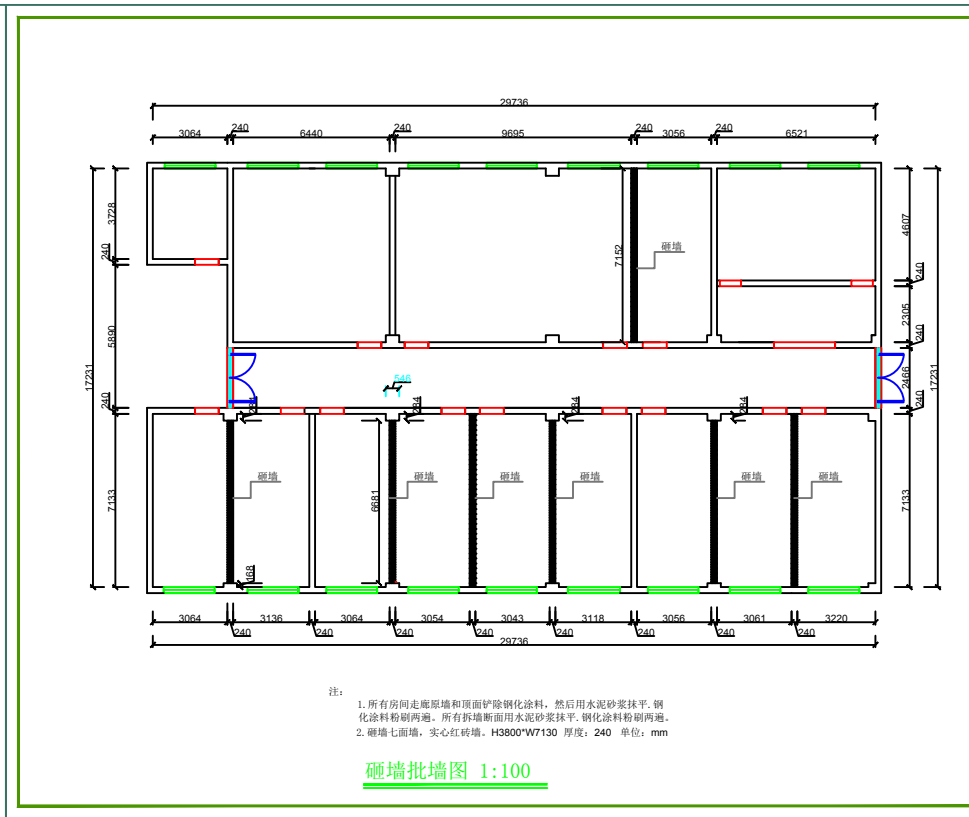 29736
3064 240 6440 240 9695 240 3056 240 6521
3728
240
5890
240
7133
17231
7152
砸墙
4607
240
2305
240
2466
240
7133
17231
546
284 284 284 284
砸墙 砸墙 砸墙 砸墙 砸墙 砸墙
6681
168
3064 3136 3064 3054 3043 3118 3056 3061 3220
240 240 240 240 240 240 240 240
29736
注:
1.所有房间走廊原墙和顶面铲除钢化涂料，然后用水泥砂浆抹平.钢
化涂料粉刷两遍。所有拆墙断面用水泥砂浆抹平.钢化涂料粉刷两遍。
2.砸墙七面墙，实心红砖墙。H3800*W7130 厚度：240 单位：mm
砸墙批墙图 1:100